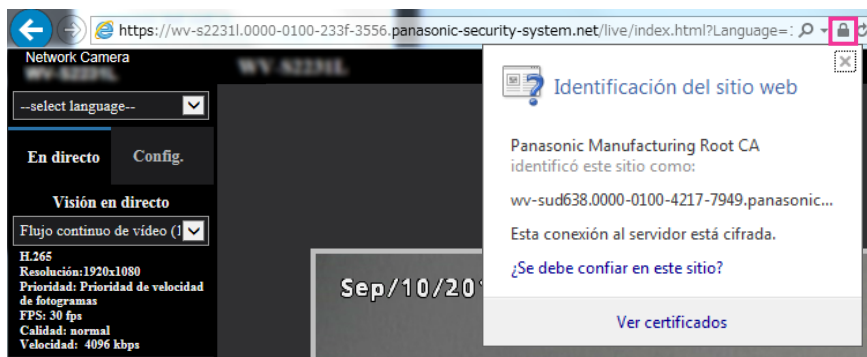 https://wv-s2231l.0000-0100-233f-3556.panasonic-security-system.net/live/index.html?Language=:
Network Camera
WV-S2231L
WV-S2231L
--select language--
En directo
Config.
Visión en directo
Flujo continuo de vídeo (1
H.265
Resolución:1920x1080
Prioridad: Prioridad de velocidad
de fotogramas
FPS: 30 fps
Calidad: normal
Velocidad: 4096 kbps
Sep/10/20
Identificación del sitio web
Panasonic Manufacturing Root CA
identificó este sitio como:
wv-sud638.0000-0100-4217-7949.panasonic...
Esta conexión al servidor está cifrada.
¿Se debe confiar en este sitio?
Ver certificados